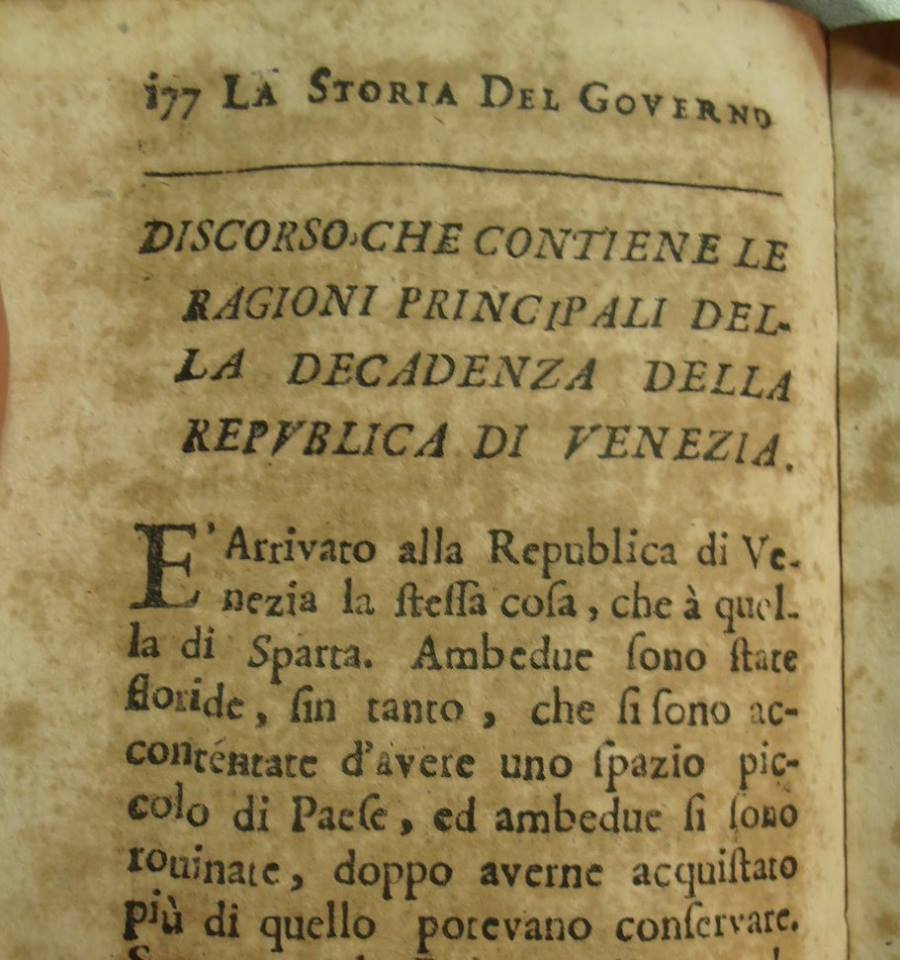 i77 LA STORIA DEL GOVERNO
DISCORSO, CHE CONTIENE LE
RAGIONI PRINCIPALI DEL-
LA DECADENZA DELLA
REPVBLICA DI VENEZIA.
E' Arrivato alla Republica di Ve-
nezia la ſteſſa coſa, che à quel-
la di Sparta. Ambedue ſono ſtate
floride, ſin tanto, che ſi ſono ac-
contentate d'avere uno ſpazio pic-
colo di Paeſe, ed ambedue ſi ſono
rouinate, doppo averne acquiſtato
più di quello potevano conſervare.